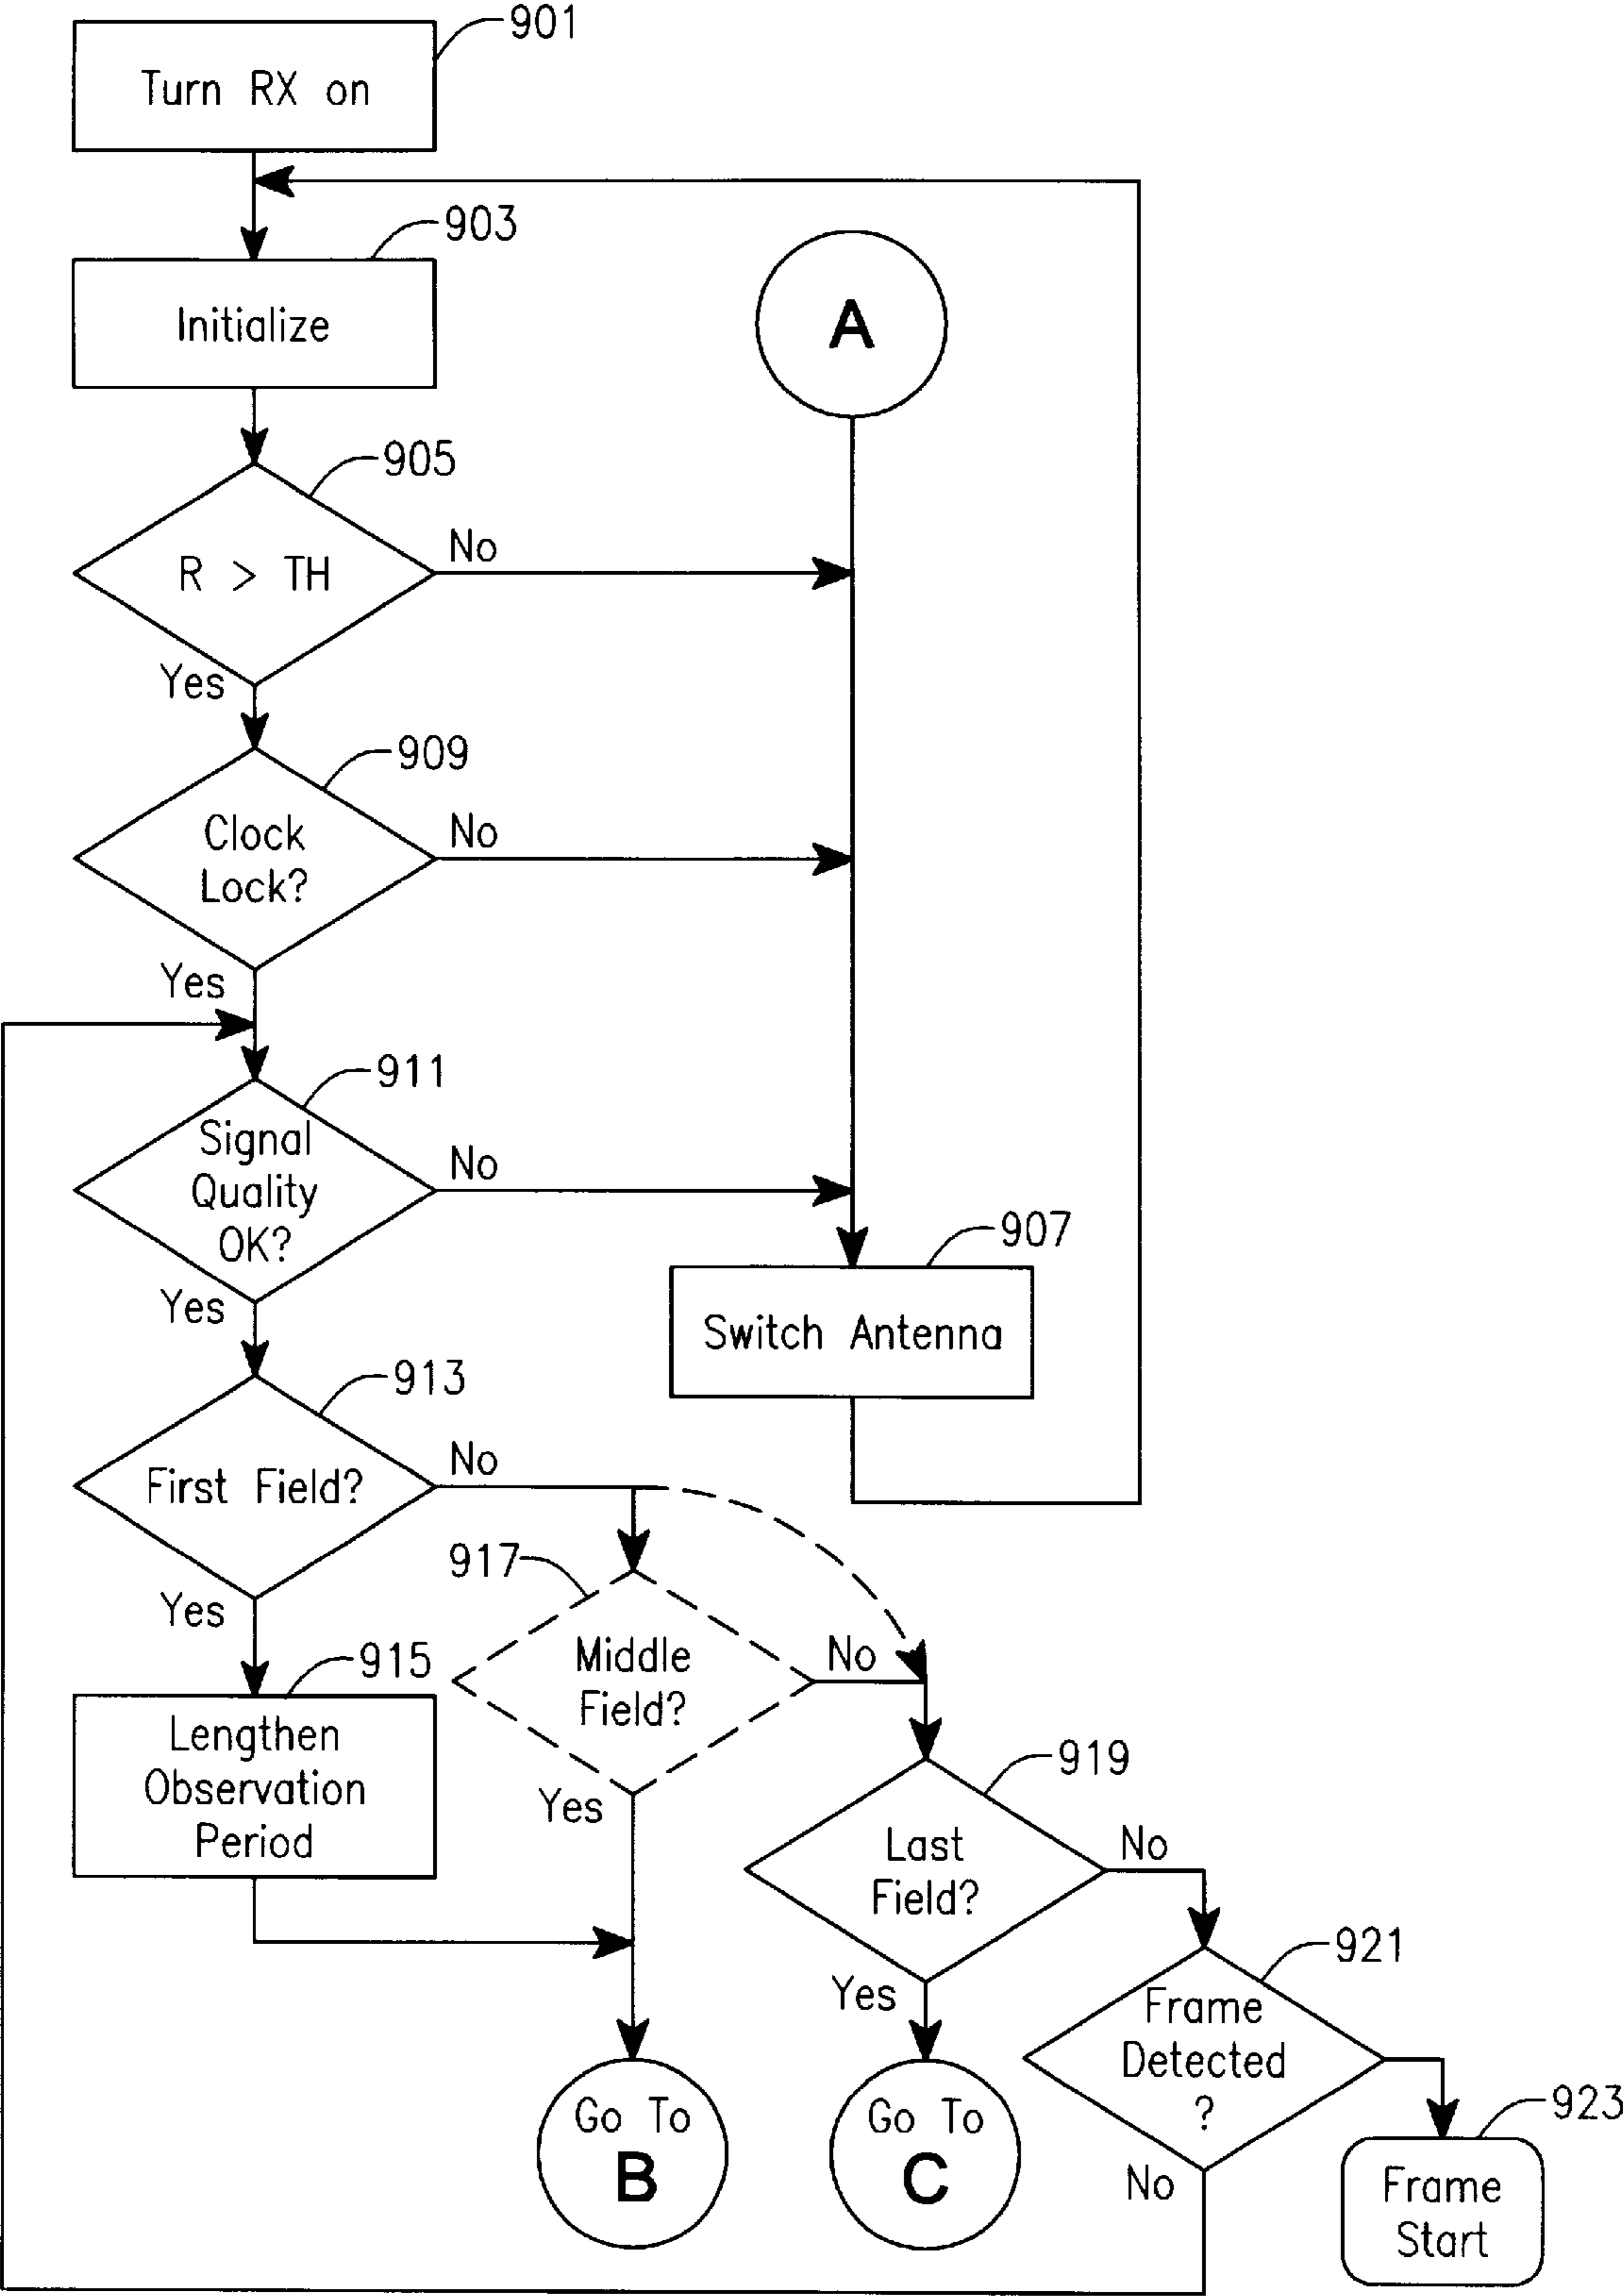 901
Turn RX on
903
Initialize
A
905
R > TH
No
Yes
909
Clock
Lock?
No
Yes
911
Signal
Quality
OK?
No
Yes
907
Switch Antenna
913
First Field?
No
Yes
917
Middle
Field?
No
Yes
915
Lengthen
Observation
Period
919
Last
Field?
No
Yes
921
Frame
Detected
?
No
923
Frame
Start
Go To
B
Go To
C